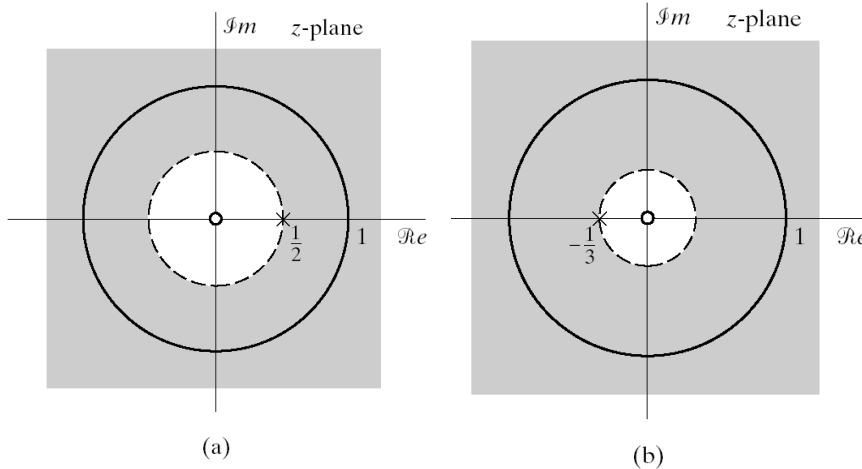 ℐm z-plane
1/2
1
ℛe
(a)
ℐm z-plane
-1/3
1
ℛe
(b)